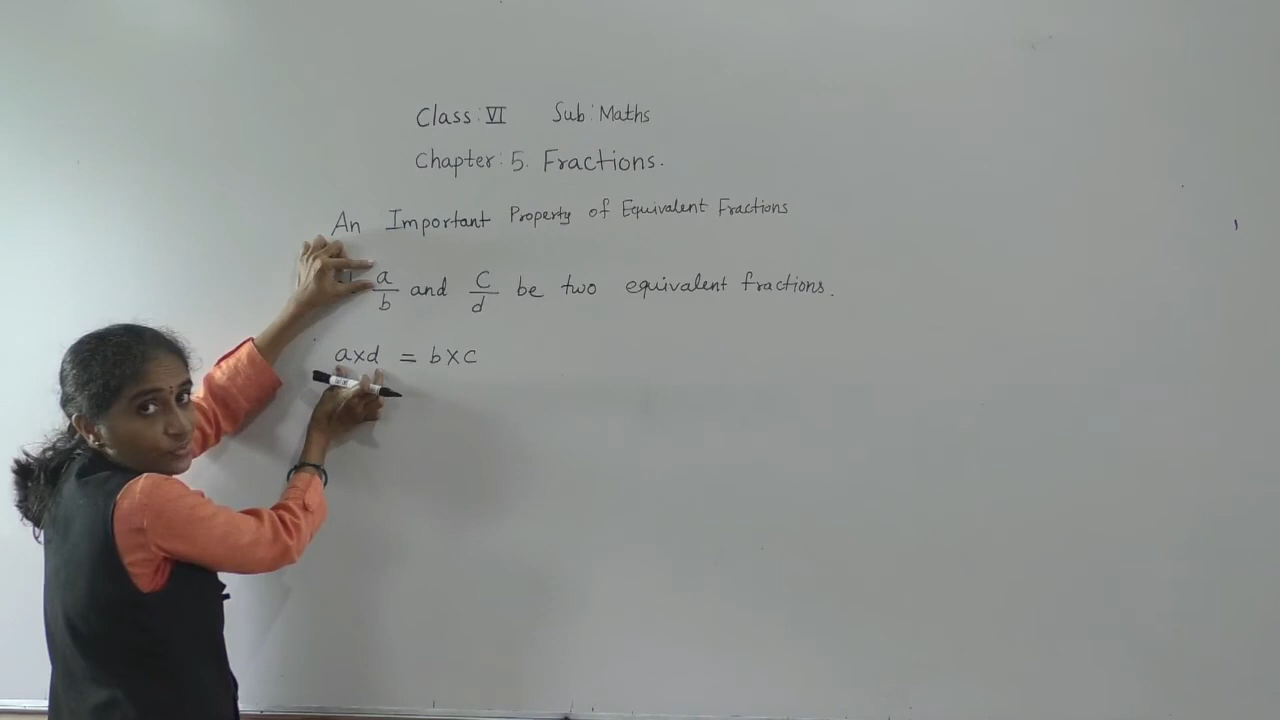 Class: VI Sub: Maths
Chapter: 5. Fractions.
An Important Property of Equivalent Fractions
a/b and c/d be two equivalent fractions.
a×d = b×c